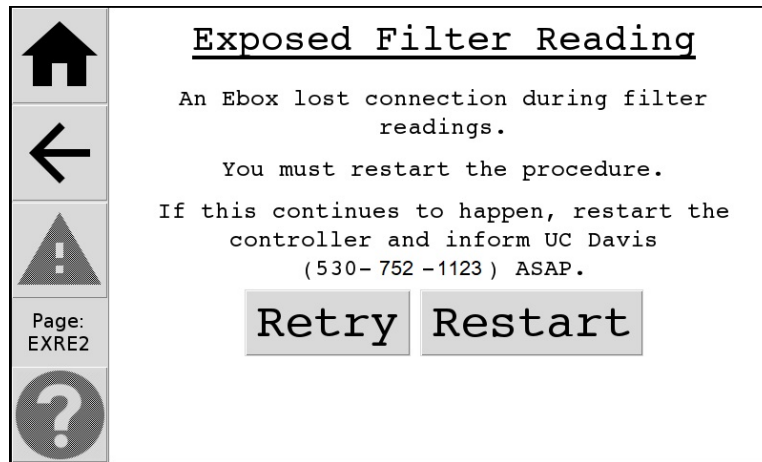 Exposed Filter Reading
An Ebox lost connection during filter
readings.
You must restart the procedure.
If this continues to happen, restart the
controller and inform UC Davis
(530-752-1123) ASAP.
Retry Restart
Page:
EXRE2